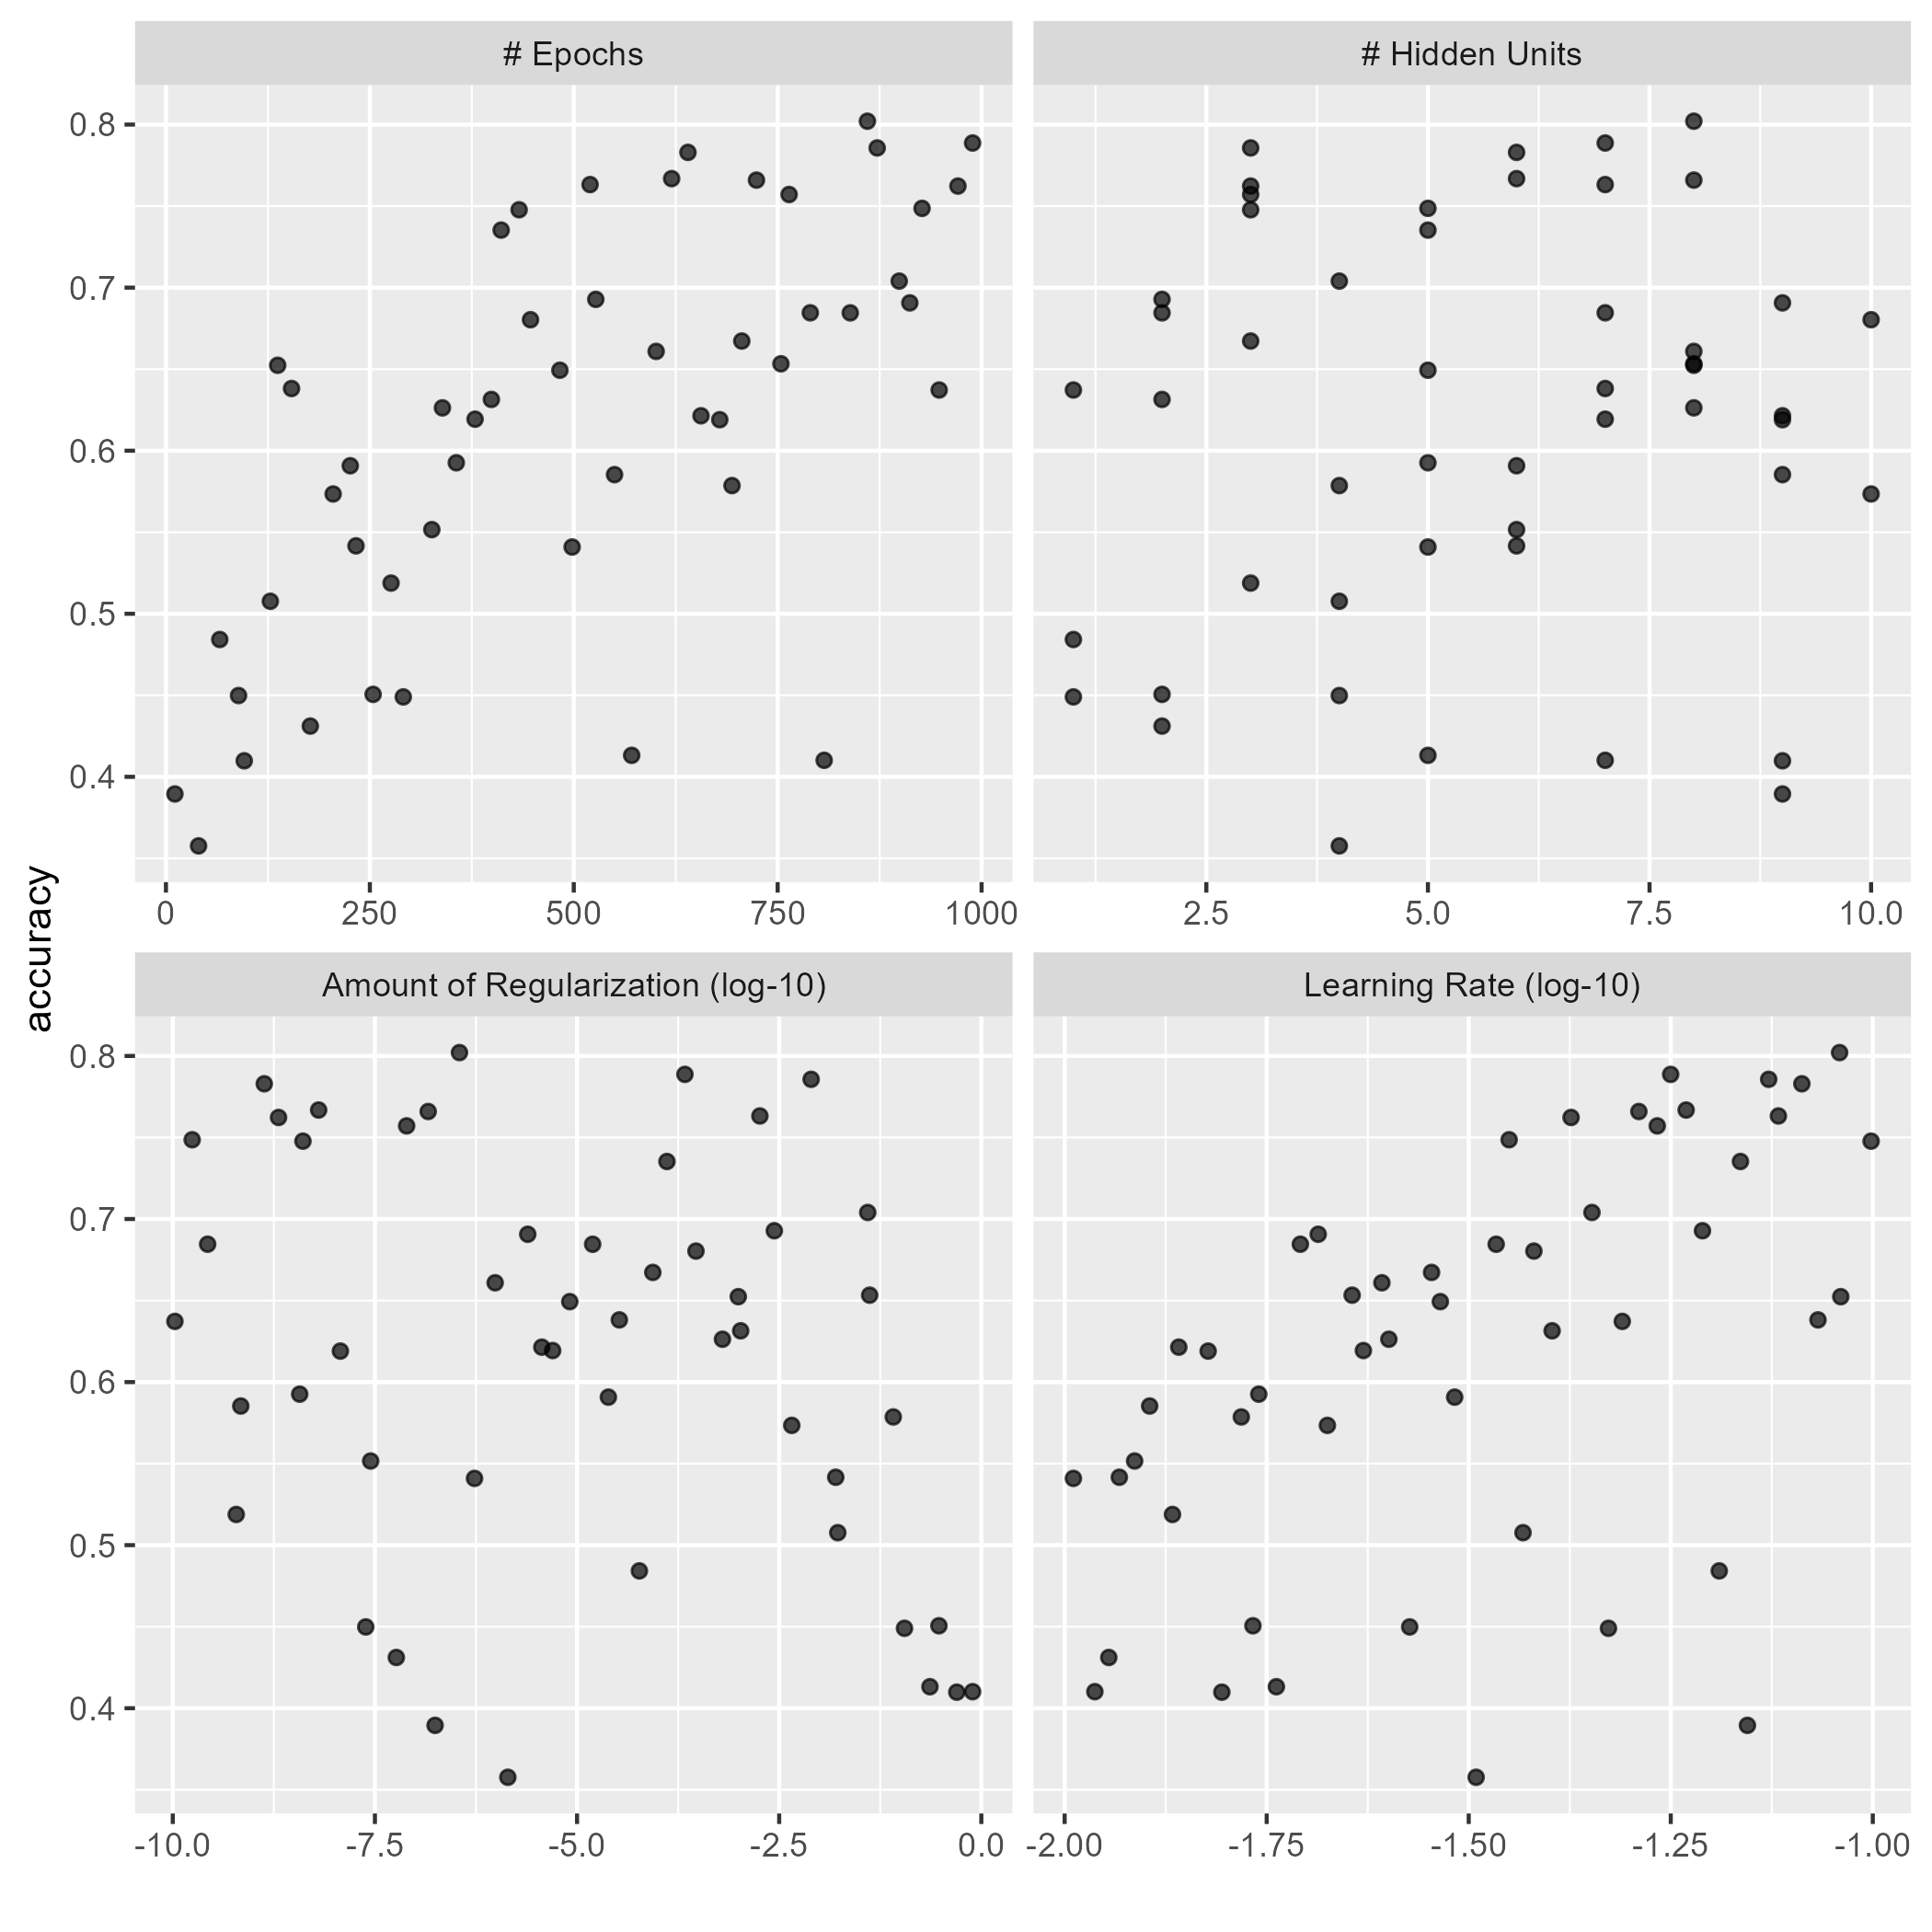 # Epochs
# Hidden Units
0.8
0.7
0.6
0.5
0.4
0 250 500 750 1000
2.5 5.0 7.5 10.0
accuracy
Amount of Regularization (log-10)
Learning Rate (log-10)
0.8
0.7
0.6
0.5
0.4
-10.0 -7.5 -5.0 -2.5 0.0
-2.00 -1.75 -1.50 -1.25 -1.00